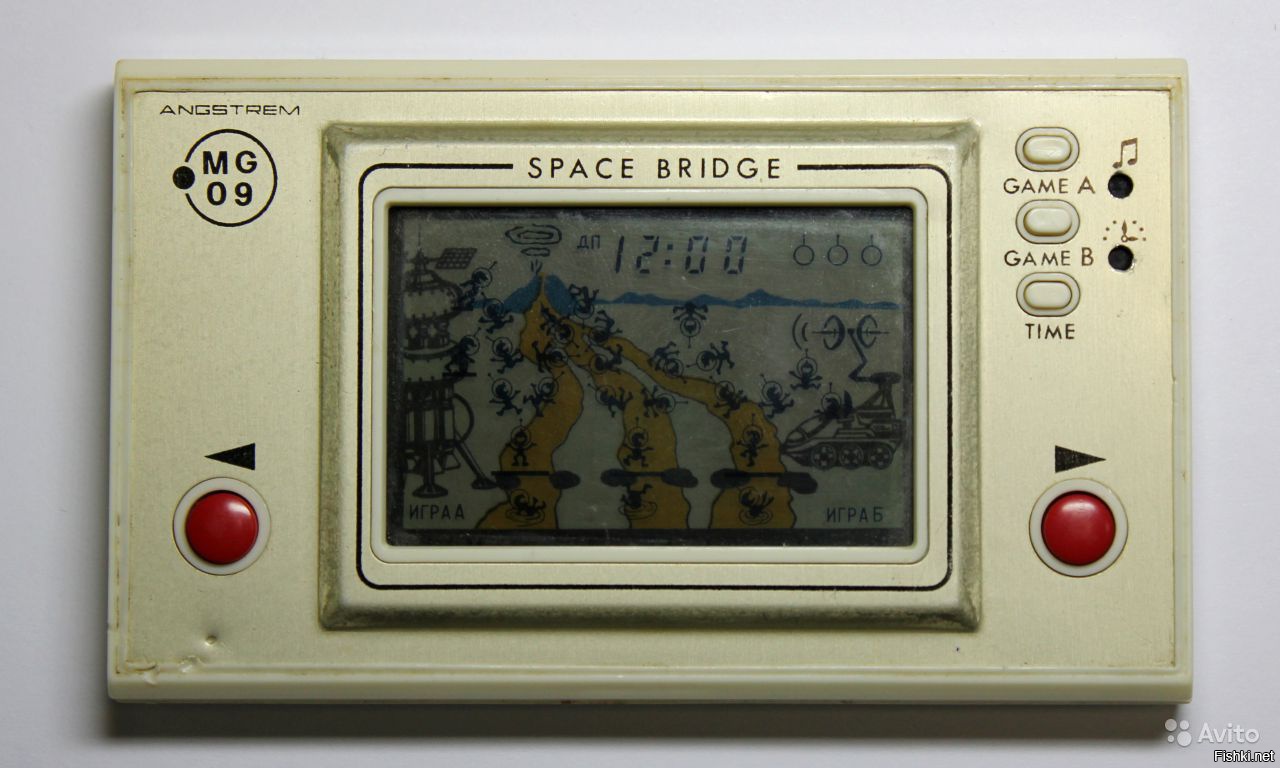 ANGSTREM
MG
09
SPACE BRIDGE
GAME A
GAME B
TIME
ДП 12:00
ИГРА А
ИГРА Б
Avito
Fishki.net